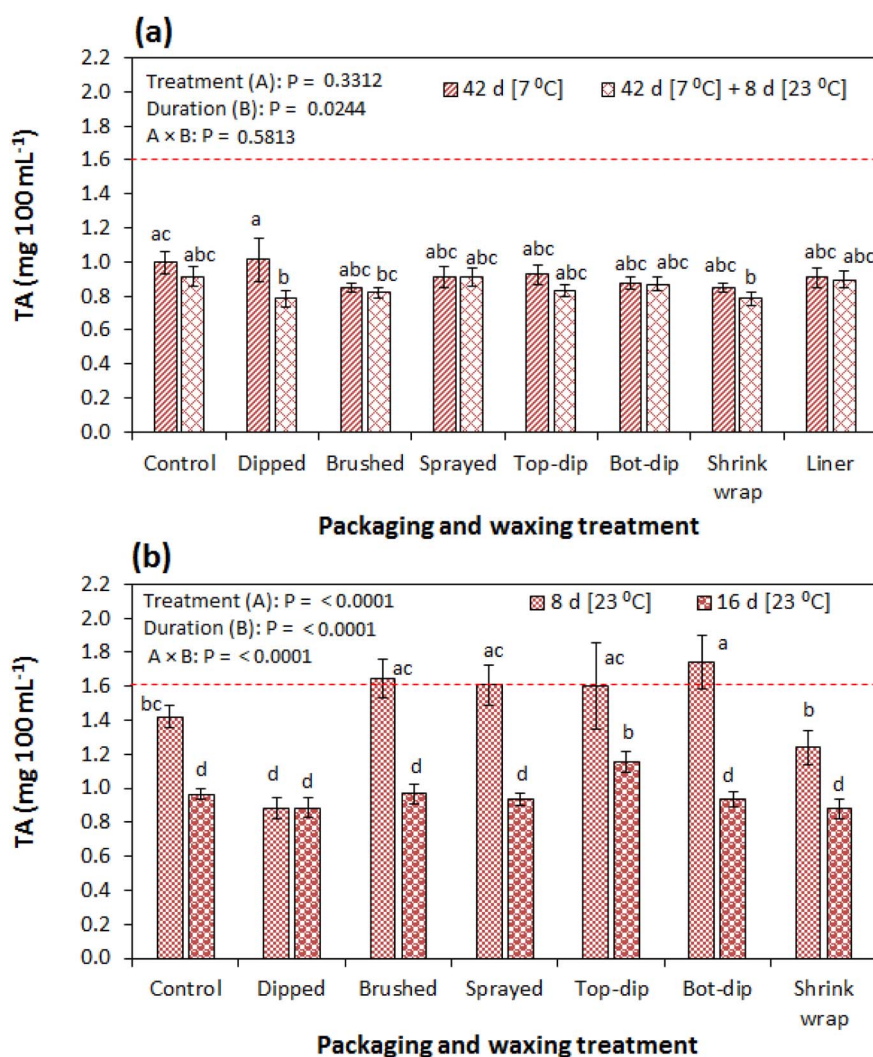 (a)
2.2
2.0
1.8
1.6
1.4
1.2
1.0
0.8
0.6
0.4
0.2
0.0
TA (mg 100 mL⁻¹)
Treatment (A): P = 0.3312
Duration (B): P = 0.0244
A × B: P = 0.5813
42 d [7 ⁰C] 42 d [7 ⁰C] + 8 d [23 ⁰C]
ac abc a b abc bc abc abc abc abc abc abc abc b abc abc
Control Dipped Brushed Sprayed Top-dip Bot-dip Shrink wrap Liner
Packaging and waxing treatment
(b)
2.2
2.0
1.8
1.6
1.4
1.2
1.0
0.8
0.6
0.4
0.2
0.0
TA (mg 100 mL⁻¹)
Treatment (A): P = < 0.0001
Duration (B): P = < 0.0001
A × B: P = < 0.0001
8 d [23 ⁰C] 16 d [23 ⁰C]
bc d d d ac d ac d ac b a d b d
Control Dipped Brushed Sprayed Top-dip Bot-dip Shrink wrap
Packaging and waxing treatment